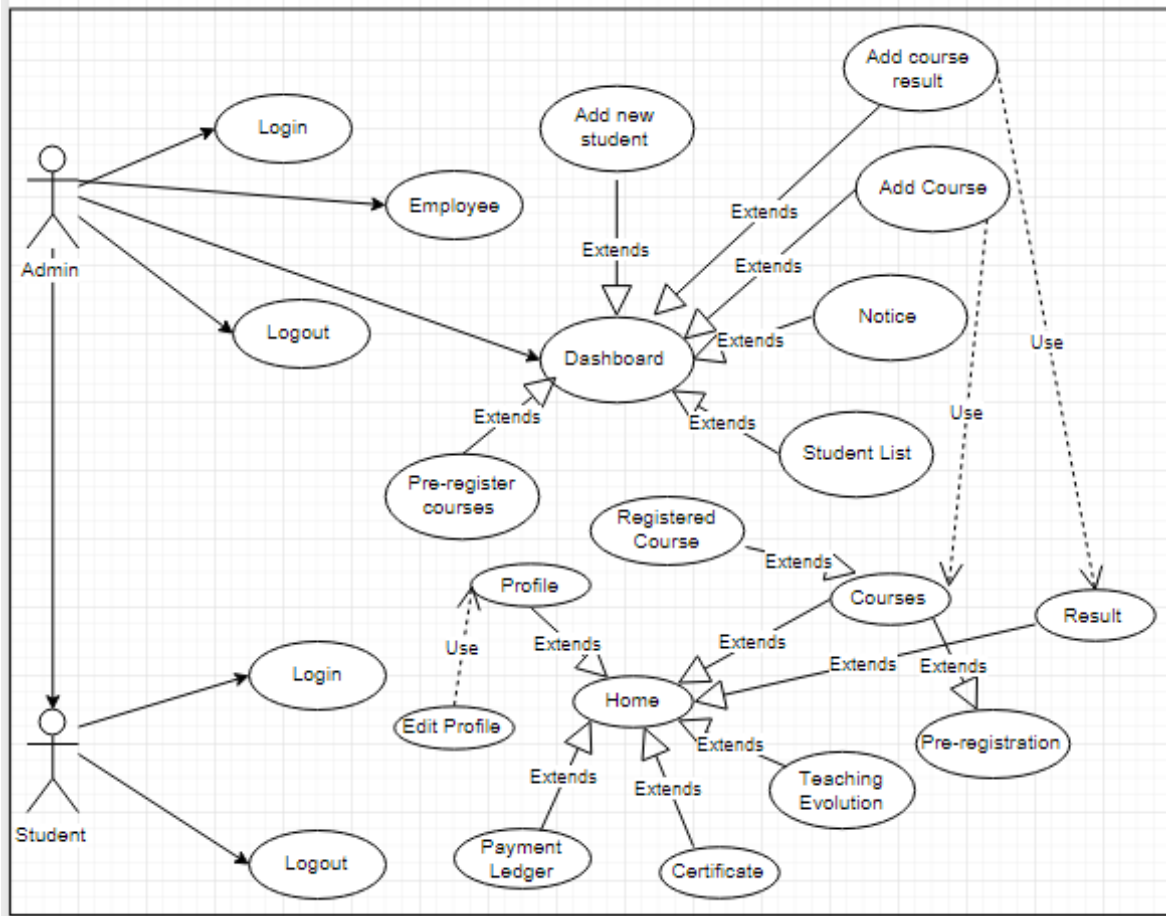 Add course
result
Login
Add new
student
Employee
Add Course
Extends
Admin
Extends
Extends
Logout
Notice
Dashboard
Extends
Use
Extends
Extends
Use
Student List
Pre-register
courses
Registered
Course
Extends
Profile
Courses
Result
Use
Extends
Extends
Extends
Extends
Login
Home
Edit Profile
Pre-registration
Extends
Extends
Extends
Teaching
Evolution
Student
Logout
Payment
Ledger
Certificate